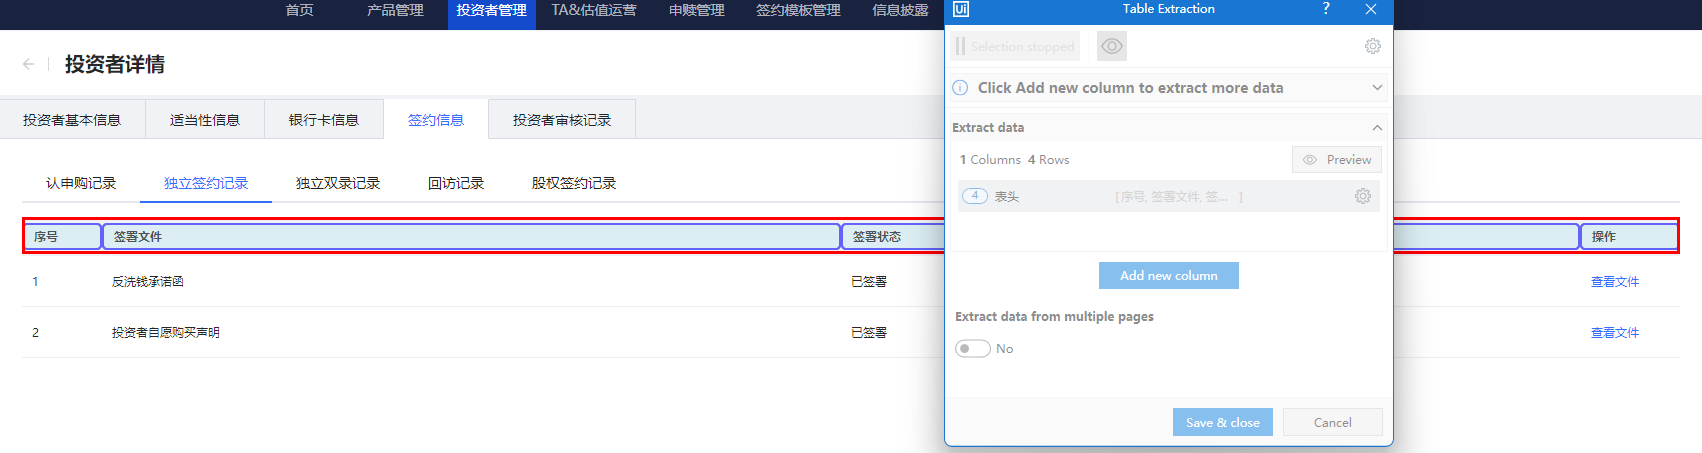 首页 产品管理 投资者管理 TA&估值运营 申赎管理 签约模板管理 信息披露
投资者详情
投资者基本信息 适当性信息 银行卡信息 签约信息 投资者审核记录
认申购记录 独立签约记录 独立双录记录 回访记录 股权签约记录
序号 签署文件 签署状态 操作
1 反洗钱承诺函 已签署 查看文件
2 投资者自愿购买声明 已签署 查看文件
Ui Table Extraction ?
Selection stopped
Click Add new column to extract more data
Extract data
1 Columns 4 Rows Preview
4 表头 [ 序号, 签署文件, 签... ]
Add new column
Extract data from multiple pages
No
Save & close Cancel